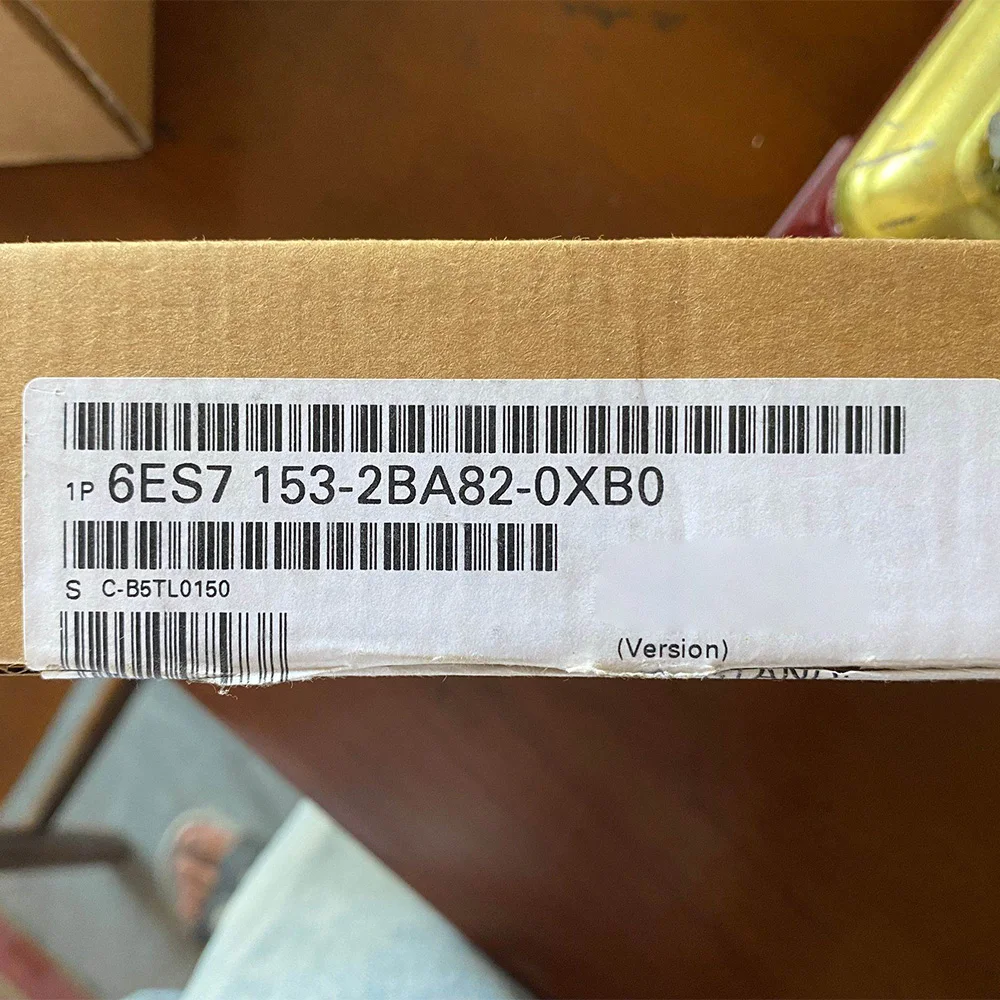 1P 6ES7 153-2BA82-0XB0
S C-B5TL0150
(Version)